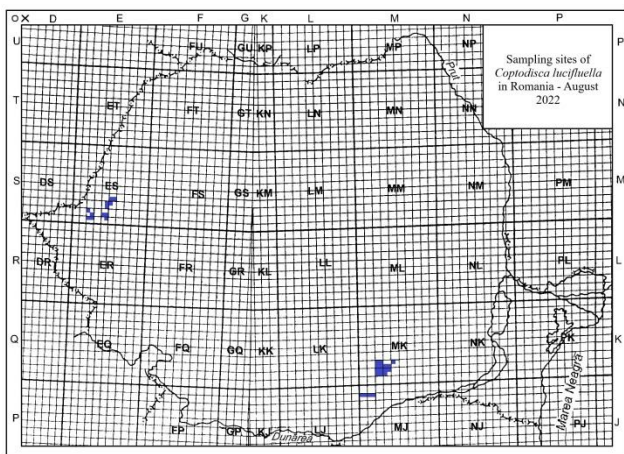 O D E F G K L M N P
U FU GU KP LP MP NP P
Sampling sites of
Coptodisca lucifluella
in Romania - August
2022
Prut
T ET FT GT KN LN MN NN N
S DS ES FS GS KM LM MM NM PM M
R DR ER FR GR KL LL ML NL PL L
Q EQ FQ GQ KK LK MK NK PK K
Marea Neagră
P FP GP KJ LJ MJ NJ PJ J
Dunărea